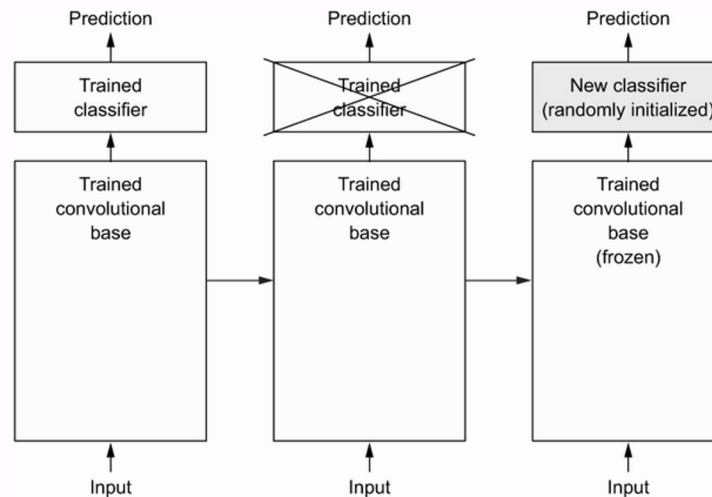 Prediction
Trained
classifier
Trained
convolutional
base
Input
Prediction
Trained
classifier
Trained
convolutional
base
Input
Prediction
New classifier
(randomly initialized)
Trained
convolutional
base
(frozen)
Input